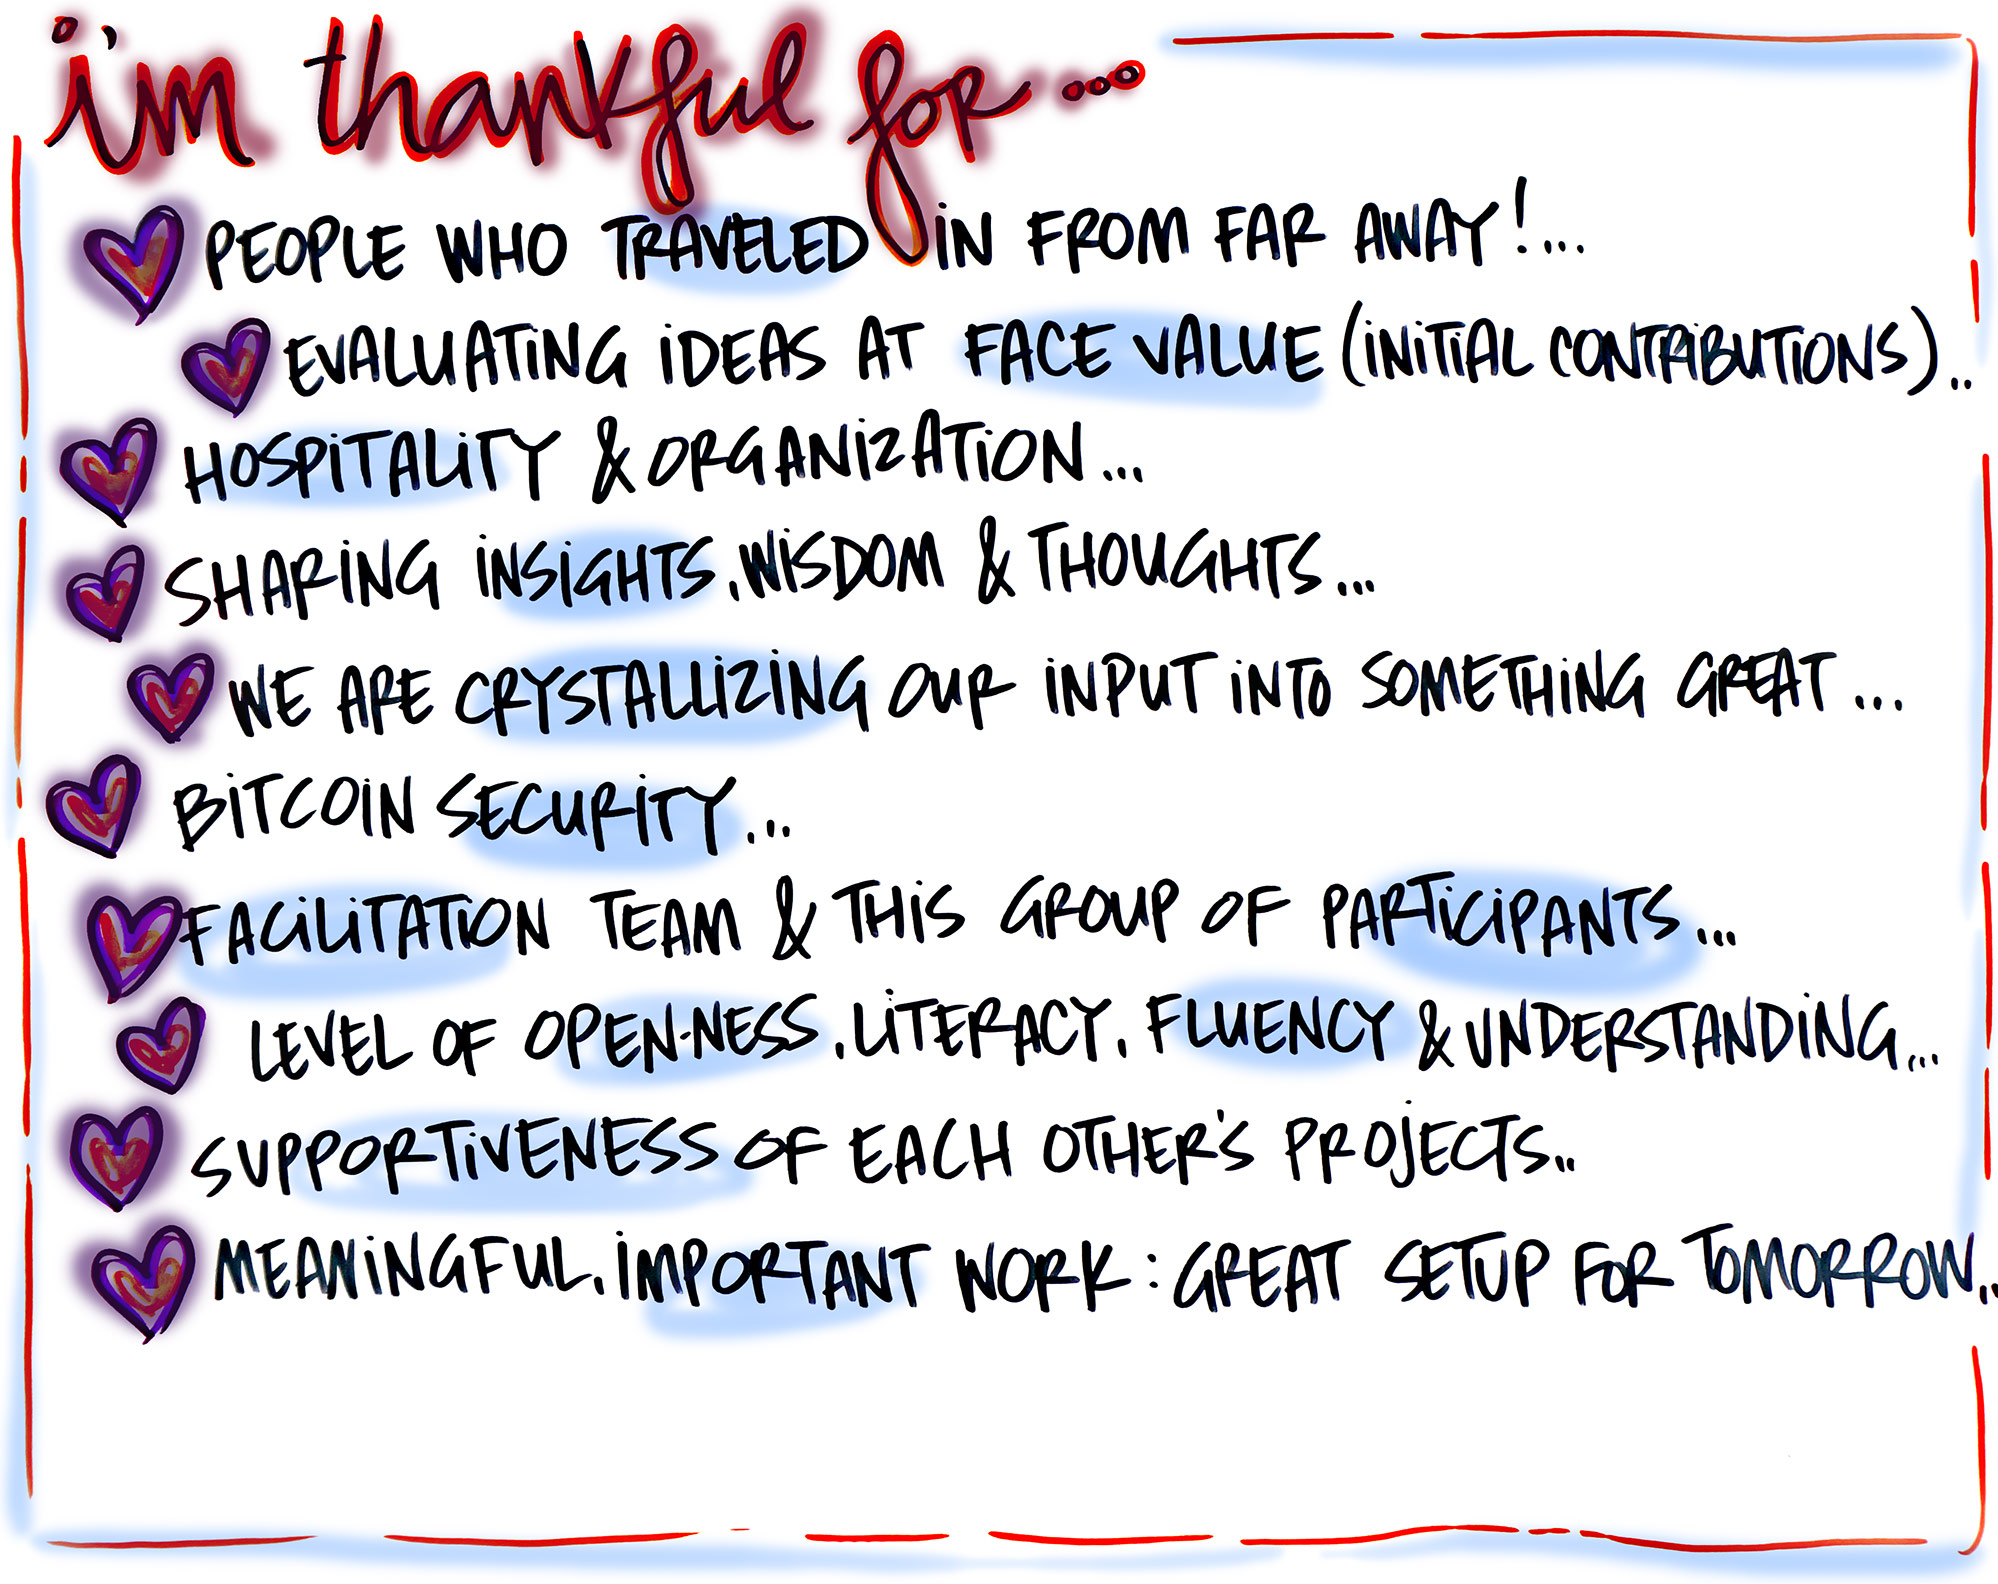 i'm thankful for...
PEOPLE WHO TRAVELED IN FROM FAR AWAY!...
EVALUATING IDEAS AT FACE VALUE (INITIAL CONTRIBUTIONS)..
HOSPITALITY & ORGANIZATION...
SHARING INSIGHTS, WISDOM & THOUGHTS...
WE ARE CRYSTALLIZING OUR INPUT INTO SOMETHING GREAT...
BITCOIN SECURITY...
FACILITATION TEAM & THIS GROUP OF PARTICIPANTS...
LEVEL OF OPEN-NESS, LITERACY, FLUENCY & UNDERSTANDING...
SUPPORTIVENESS OF EACH OTHER'S PROJECTS..
MEANINGFUL, IMPORTANT WORK: GREAT SETUP FOR TOMORROW..